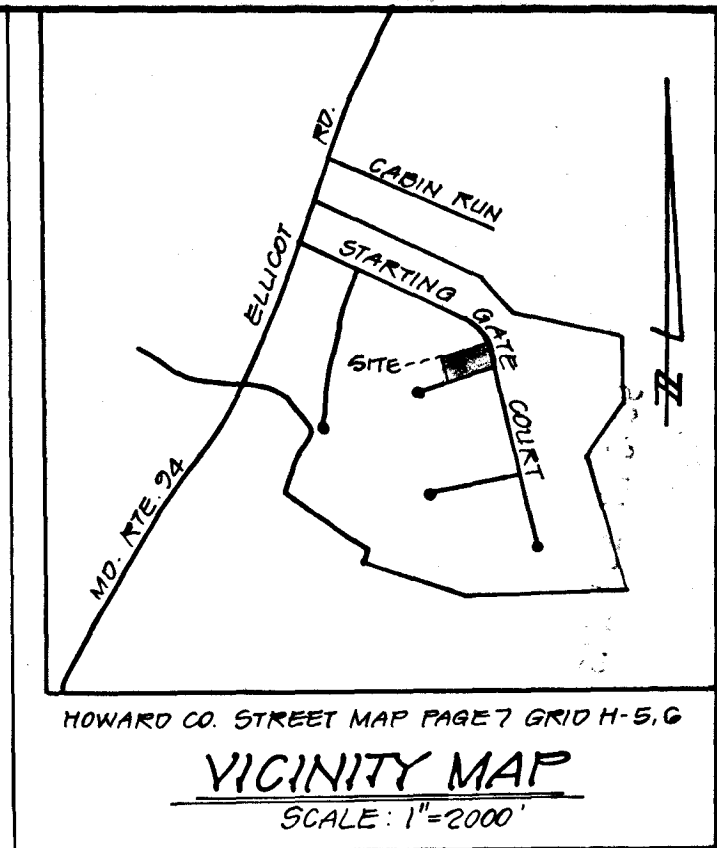 RD.
CABIN RUN
ELLICOT
STARTING GATE COURT
SITE
MD. RTE. 94
N
HOWARD CO. STREET MAP PAGE 7 GRID H-5,6
VICINITY MAP
SCALE: 1"=2000'